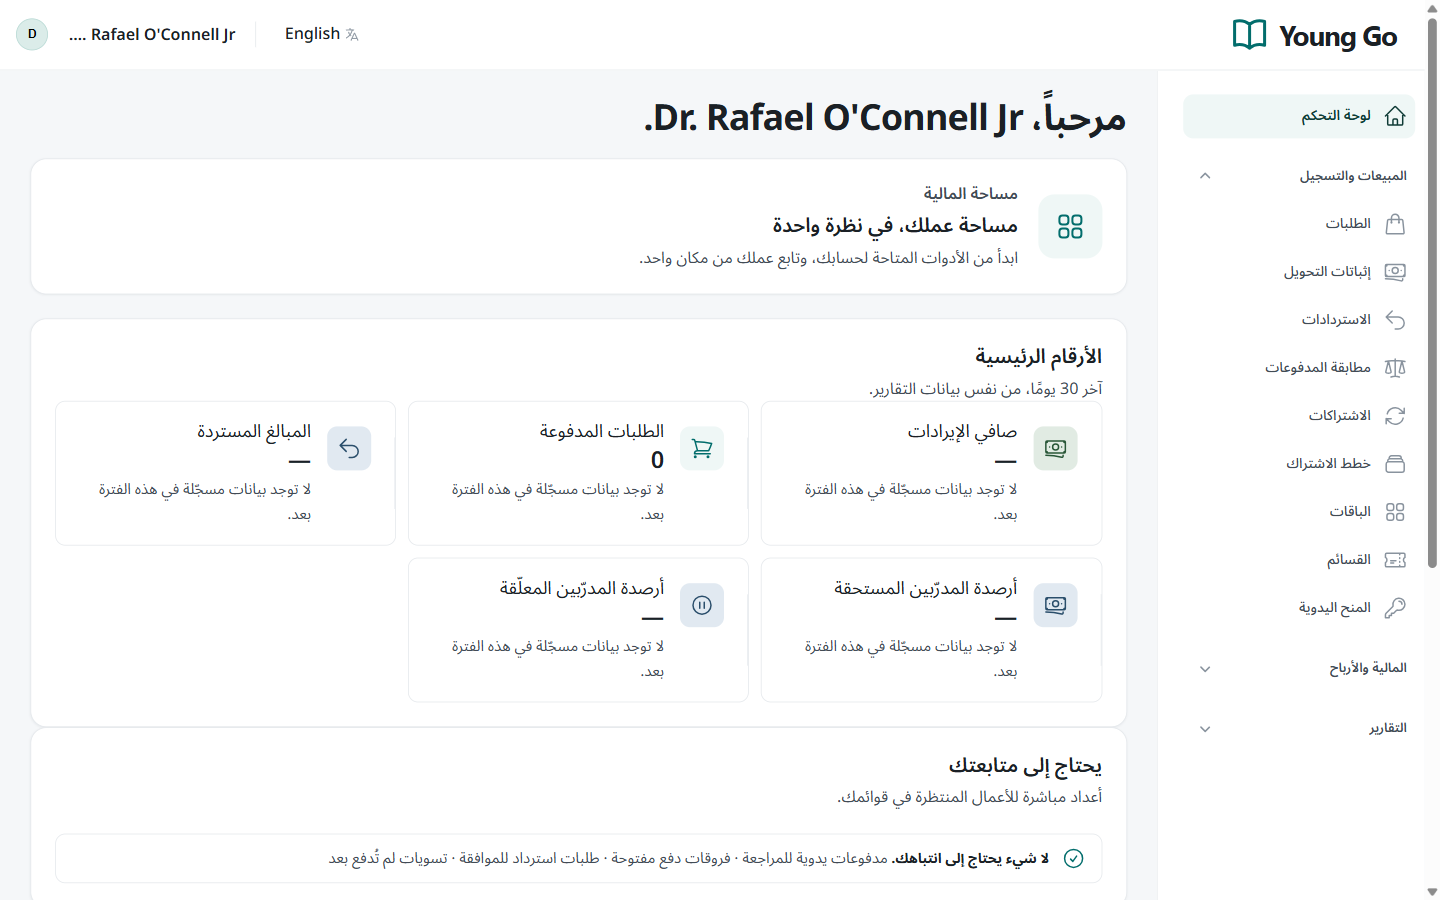 Young Go
English
Rafael O'Connell Jr ....
D
لوحة التحكم
المبيعات والتسجيل
الطلبات
إثباتات التحويل
الاستردادات
مطابقة المدفوعات
الاشتراكات
خطط الاشتراك
الباقات
القسائم
المنح اليدوية
المالية والأرباح
التقارير
مرحباً، Dr. Rafael O'Connell Jr.
مساحة المالية
مساحة عملك، في نظرة واحدة
ابدأ من الأدوات المتاحة لحسابك، وتابع عملك من مكان واحد.
الأرقام الرئيسية
آخر 30 يومًا، من نفس بيانات التقارير.
صافي الإيرادات
—
لا توجد بيانات مسجّلة في هذه الفترة
بعد.
الطلبات المدفوعة
0
لا توجد بيانات مسجّلة في هذه الفترة
بعد.
المبالغ المستردة
—
لا توجد بيانات مسجّلة في هذه الفترة
بعد.
أرصدة المدرّبين المستحقة
—
لا توجد بيانات مسجّلة في هذه الفترة
بعد.
أرصدة المدرّبين المعلّقة
—
لا توجد بيانات مسجّلة في هذه الفترة
بعد.
يحتاج إلى متابعتك
أعداد مباشرة للأعمال المنتظرة في قوائمك.
لا شيء يحتاج إلى انتباهك. مدفوعات يدوية للمراجعة · فروقات دفع مفتوحة · طلبات استرداد للموافقة · تسويات لم تُدفع بعد